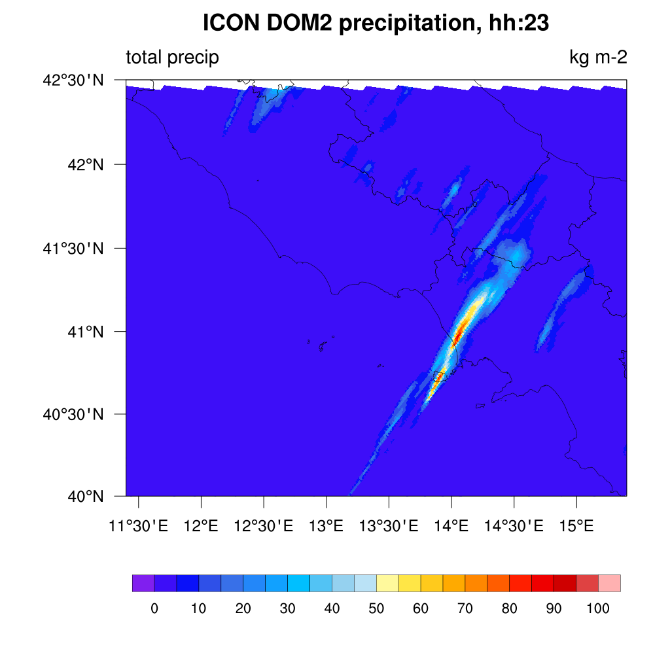 ICON DOM2 precipitation, hh:23
total precip kg m-2
42°30'N
42°N
41°30'N
41°N
40°30'N
40°N
11°30'E 12°E 12°30'E 13°E 13°30'E 14°E 14°30'E 15°E
0 10 20 30 40 50 60 70 80 90 100